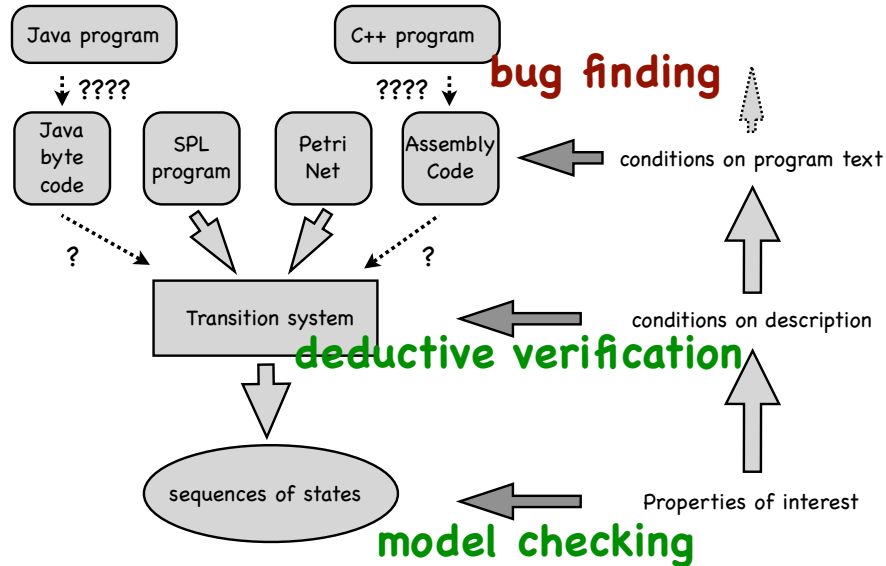 Java program
C++ program
bug finding
????
????
Java
byte
code
SPL
program
Petri
Net
Assembly
Code
conditions on program text
?
?
Transition system
conditions on description
deductive verification
sequences of states
Properties of interest
model checking